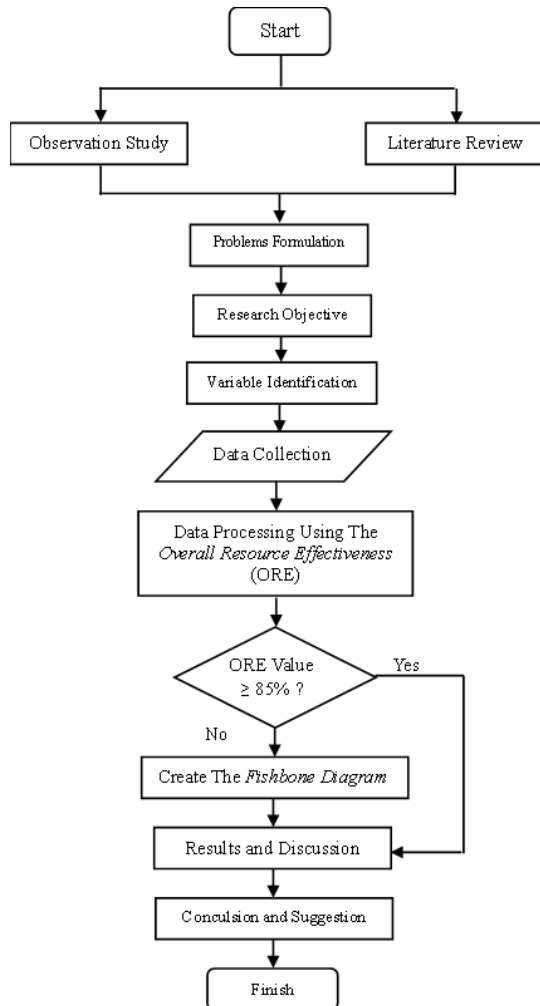 Start
Observation Study
Literature Review
Problems Formulation
Research Objective
Variable Identification
Data Collection
Data Processing Using The
Overall Resource Effectiveness
(ORE)
ORE Value
≥ 85% ?
Yes
No
Create The Fishbone Diagram
Results and Discussion
Conculsion and Suggestion
Finish